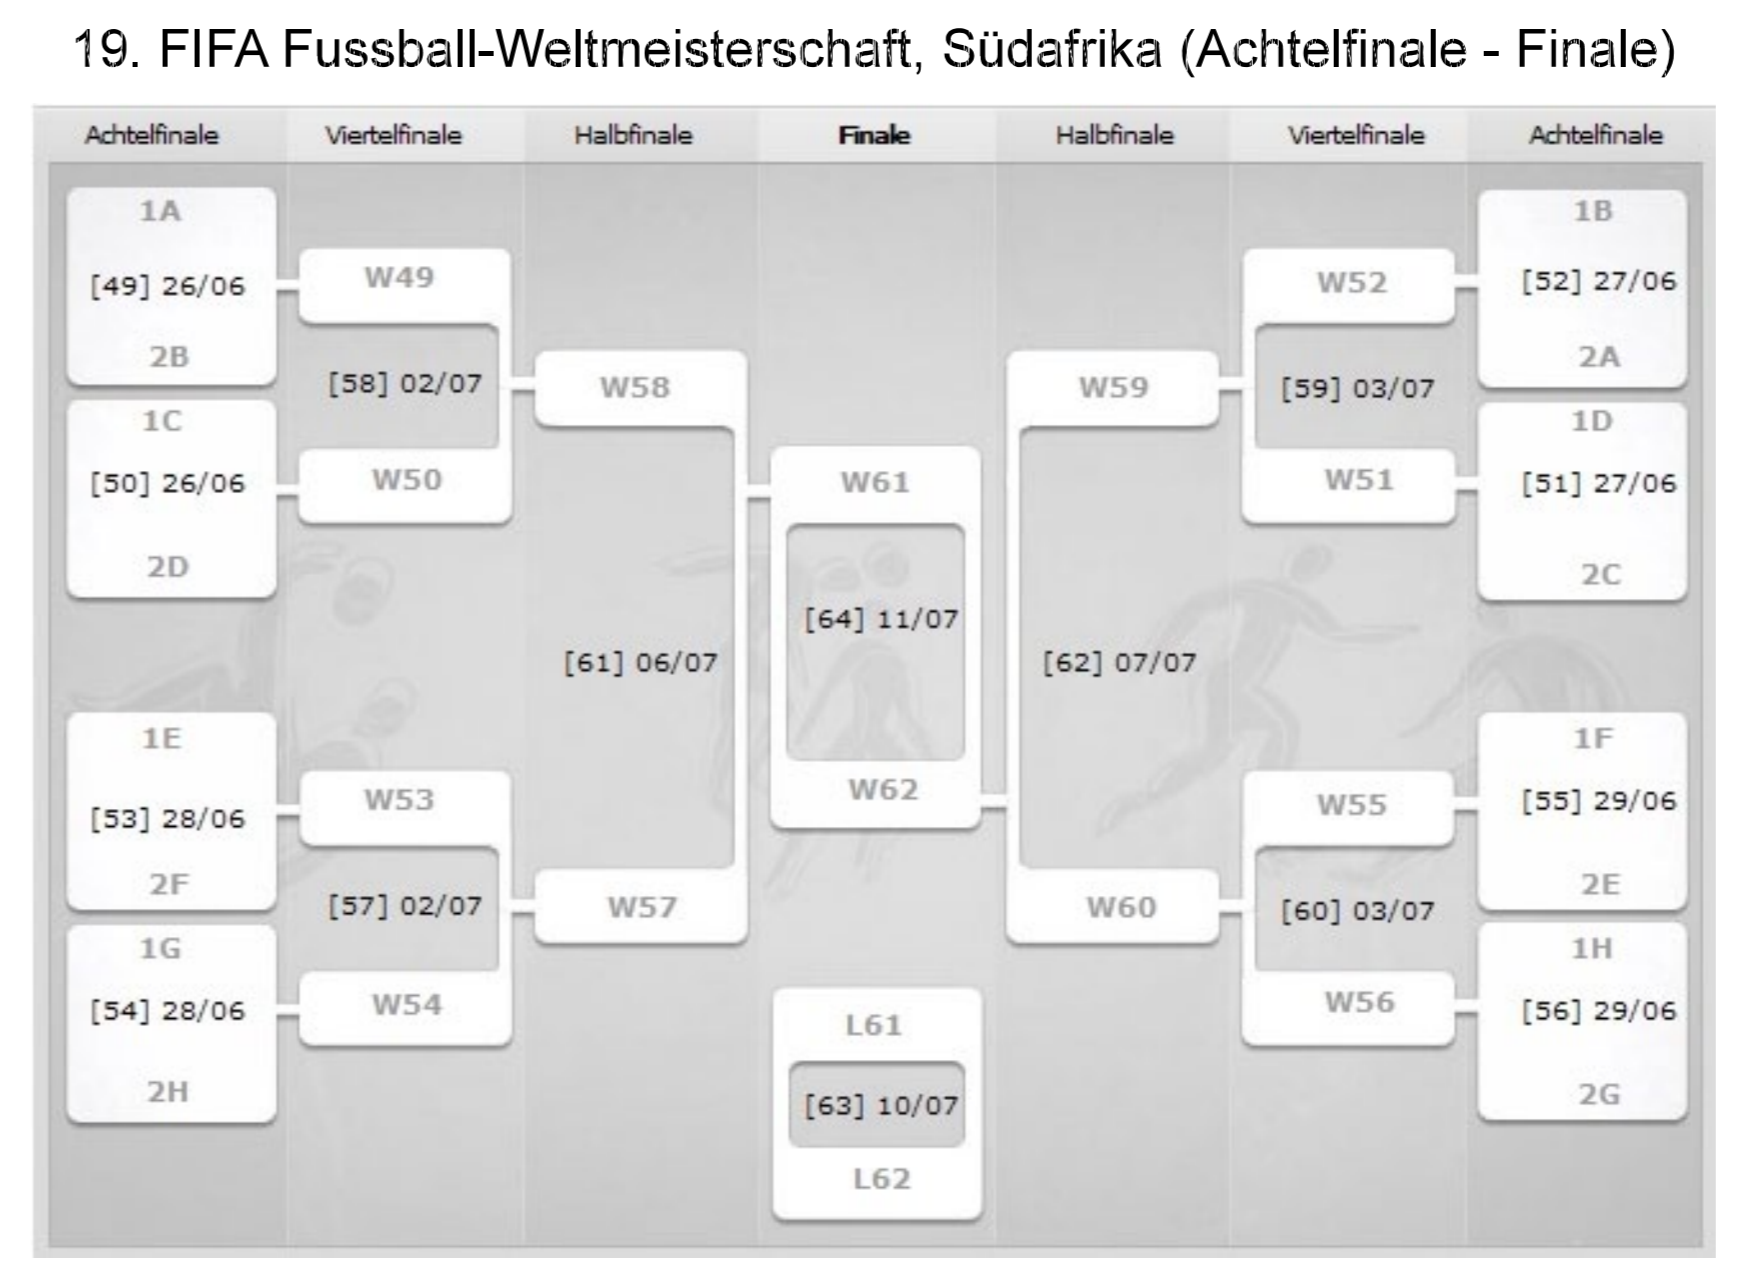 19. FIFA Fussball-Weltmeisterschaft, Südafrika (Achtelfinale - Finale)
Achtelfinale Viertelfinale Halbfinale Finale Halbfinale Viertelfinale Achtelfinale
1A
[49] 26/06
2B
1C
[50] 26/06
2D
1E
[53] 28/06
2F
1G
[54] 28/06
2H
W49
[58] 02/07
W50
W53
[57] 02/07
W54
W58
[61] 06/07
W57
W61
[64] 11/07
W62
L61
[63] 10/07
L62
W59
[62] 07/07
W60
W52
[59] 03/07
W51
W55
[60] 03/07
W56
1B
[52] 27/06
2A
1D
[51] 27/06
2C
1F
[55] 29/06
2E
1H
[56] 29/06
2G